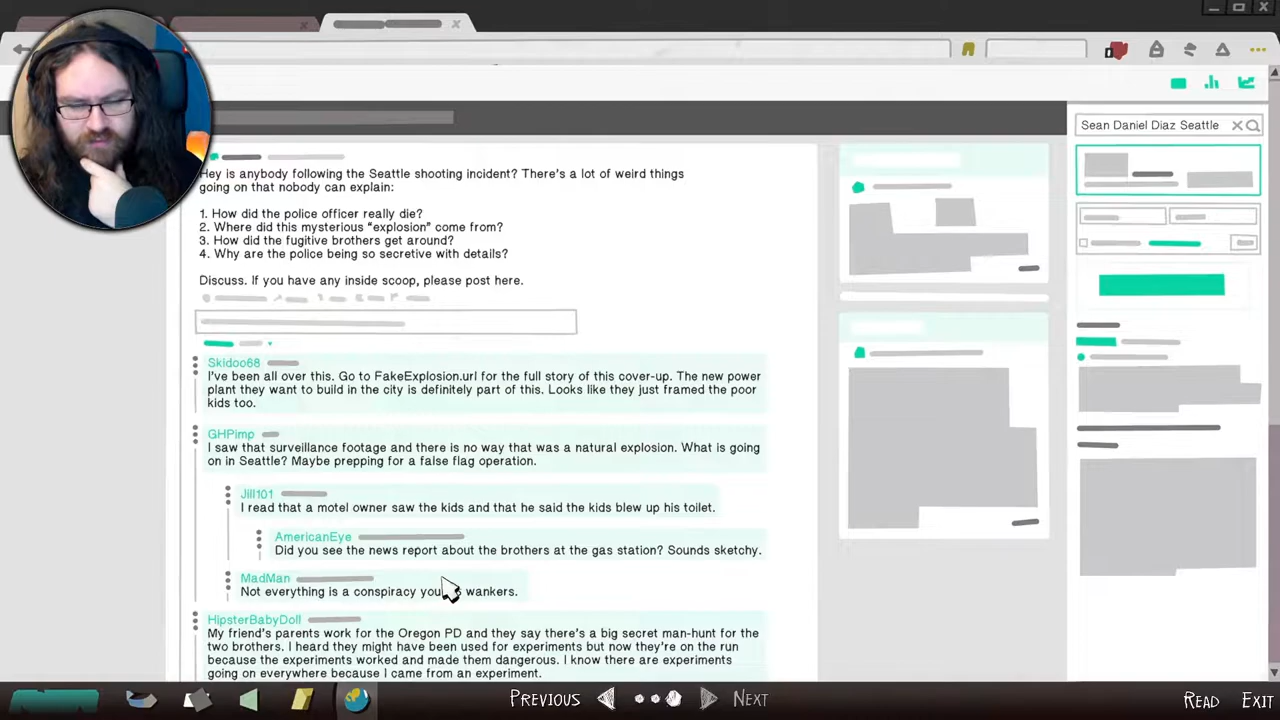 Sean Daniel Diaz Seattle
Hey is anybody following the Seattle shooting incident? There's a lot of weird things
going on that nobody can explain:
1. How did the police officer really die?
2. Where did this mysterious “explosion” come from?
3. How did the fugitive brothers get around?
4. Why are the police being so secretive with details?
Discuss. If you have any inside scoop, please post here.
Skidoo68
I've been all over this. Go to FakeExplosion.url for the full story of this cover-up. The new power
plant they want to build in the city is definitely part of this. Looks like they just framed the poor
kids too.
GHPimp
I saw that surveillance footage and there is no way that was a natural explosion. What is going
on in Seattle? Maybe prepping for a false flag operation.
Jill101
I read that a motel owner saw the kids and that he said the kids blew up his toilet.
AmericanEye
Did you see the news report about the brothers at the gas station? Sounds sketchy.
MadMan
Not everything is a conspiracy you wankers.
HipsterBabyDoll
My friend's parents work for the Oregon PD and they say there's a big secret man-hunt for the
two brothers. I heard they might have been used for experiments but now they're on the run
because the experiments worked and made them dangerous. I know there are experiments
going on everywhere because I came from an experiment.
PREVIOUS NEXT READ EXIT